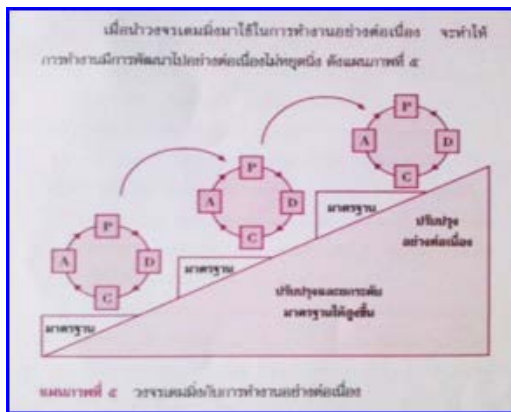 เมื่อนำวงจรเดมมิ่งมาใช้ในการทำงานอย่างต่อเนื่อง จะทำให้
การทำงานมีการพัฒนาไปอย่างต่อเนื่องไม่หยุดนิ่ง ดังแผนภาพที่ ๕
P
A D
C
P
A D
C
P
A D
C
มาตรฐาน
มาตรฐาน
มาตรฐาน
ปรับปรุง
อย่างต่อเนื่อง
ปรับปรุงและยกระดับ
มาตรฐานให้สูงขึ้น
แผนภาพที่ ๕ วงจรเดมมิ่งกับการทำงานอย่างต่อเนื่อง